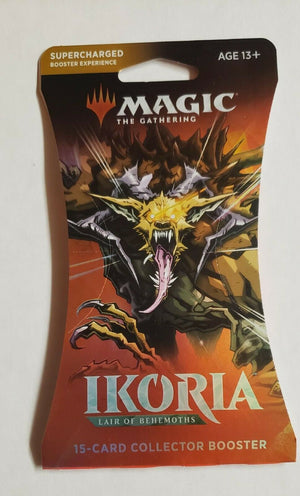 SUPERCHARGED
BOOSTER EXPERIENCE
AGE 13+
MAGIC
THE GATHERING
IKORIA
LAIR OF BEHEMOTHS
15-CARD COLLECTOR BOOSTER